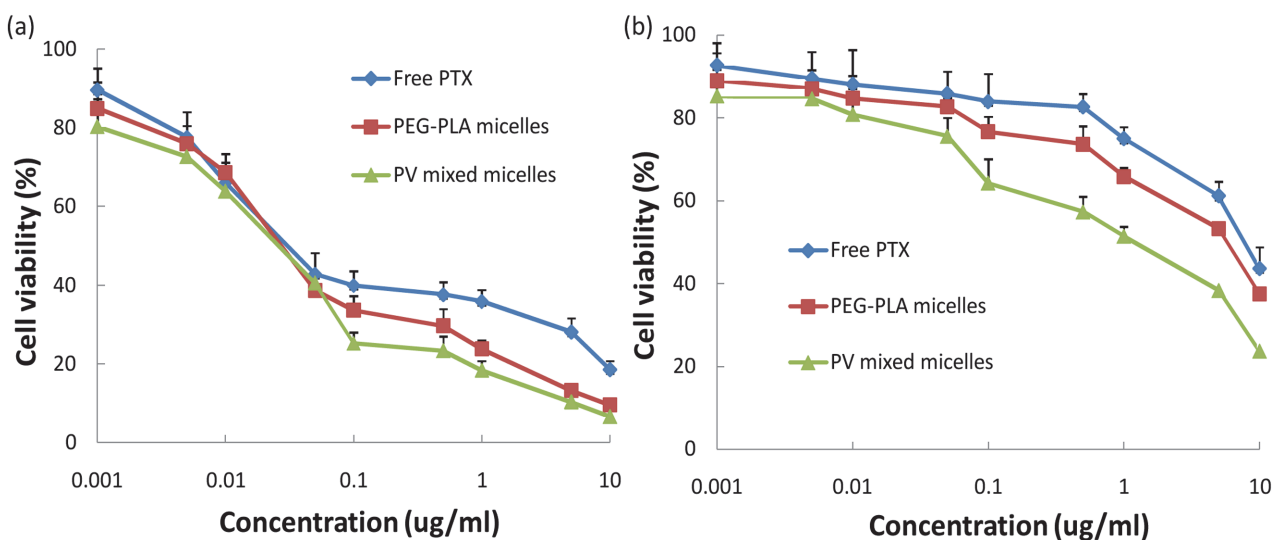 (a)
100
80
60
40
20
0
Cell viability (%)
Free PTX
PEG-PLA micelles
PV mixed micelles
0.001 0.01 0.1 1 10
Concentration (ug/ml)
(b)
100
80
60
40
20
0
Cell viability (%)
Free PTX
PEG-PLA micelles
PV mixed micelles
0.001 0.01 0.1 1 10
Concentration (ug/ml)